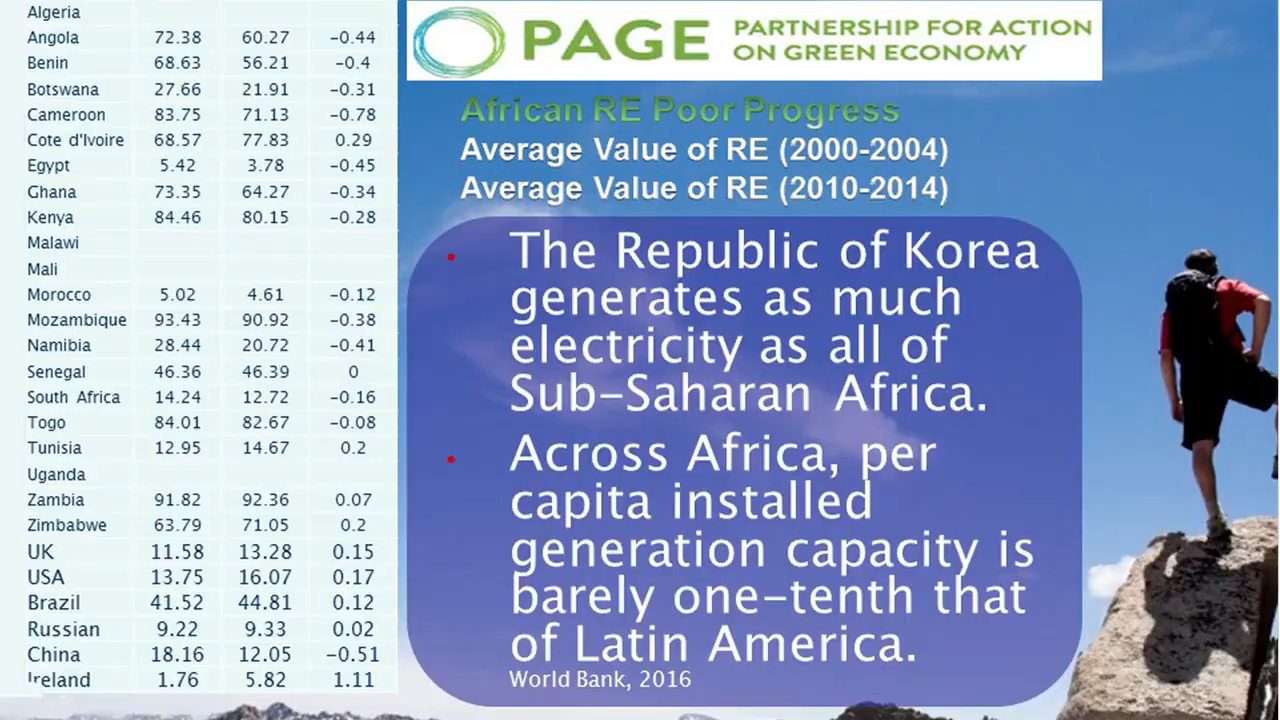 Algeria
Angola 72.38 60.27 -0.44
Benin 68.63 56.21 -0.4
Botswana 27.66 21.91 -0.31
Cameroon 83.75 71.13 -0.78
Cote d'Ivoire 68.57 77.83 0.29
Egypt 5.42 3.78 -0.45
Ghana 73.35 64.27 -0.34
Kenya 84.46 80.15 -0.28
Malawi
Mali
Morocco 5.02 4.61 -0.12
Mozambique 93.43 90.92 -0.38
Namibia 28.44 20.72 -0.41
Senegal 46.36 46.39 0
South Africa 14.24 12.72 -0.16
Togo 84.01 82.67 -0.08
Tunisia 12.95 14.67 0.2
Uganda
Zambia 91.82 92.36 0.07
Zimbabwe 63.79 71.05 0.2
UK 11.58 13.28 0.15
USA 13.75 16.07 0.17
Brazil 41.52 44.81 0.12
Russian 9.22 9.33 0.02
China 18.16 12.05 -0.51
Ireland 1.76 5.82 1.11
PAGE
PARTNERSHIP FOR ACTION
ON GREEN ECONOMY
African RE Poor Progress
Average Value of RE (2000-2004)
Average Value of RE (2010-2014)
• The Republic of Korea
generates as much
electricity as all of
Sub-Saharan Africa.
• Across Africa, per
capita installed
generation capacity is
barely one-tenth that
of Latin America.
World Bank, 2016